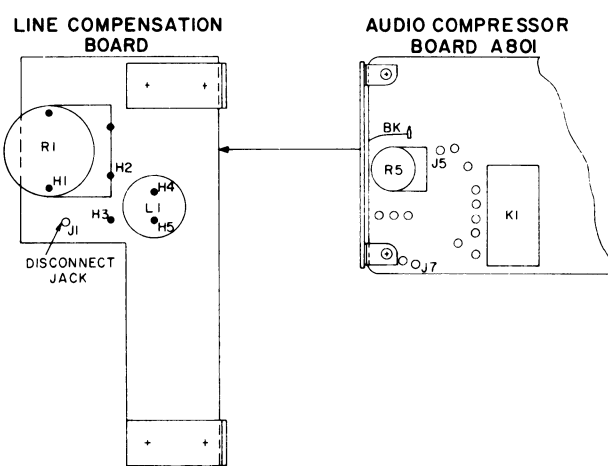 LINE COMPENSATION
BOARD
AUDIO COMPRESSOR
BOARD A801
BK
R1
J5
H2
R5
H1
H4
L1
K1
H3
H5
J1
DISCONNECT
JACK
J7